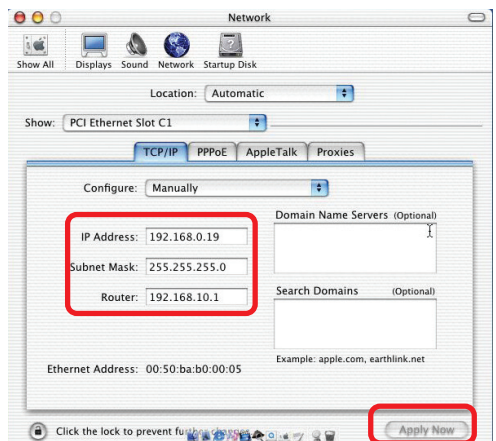 Network
Show All Displays Sound Network Startup Disk
Location: Automatic
Show: PCI Ethernet Slot C1
TCP/IP PPPoE AppleTalk Proxies
Configure: Manually
Domain Name Servers (Optional)
IP Address: 192.168.0.19
Subnet Mask: 255.255.255.0
Router: 192.168.10.1
Search Domains (Optional)
Example: apple.com, earthlink.net
Ethernet Address: 00:50:ba:b0:00:05
Click the lock to prevent further changes.
Apply Now